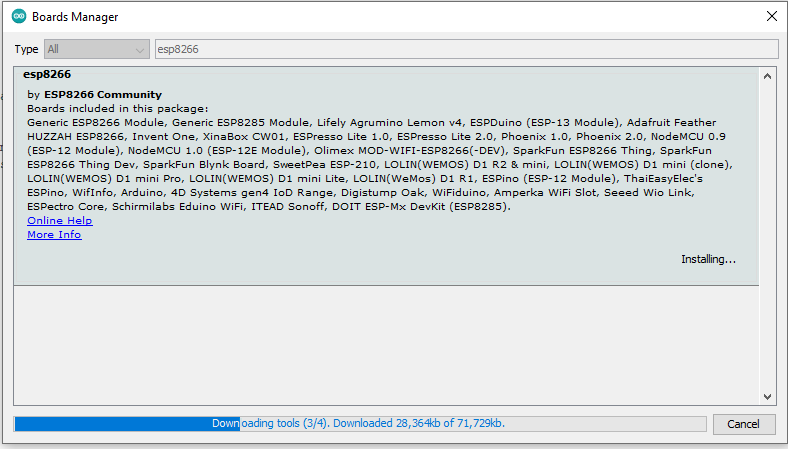 Boards Manager
Type All esp8266
esp8266
by ESP8266 Community
Boards included in this package:
Generic ESP8266 Module, Generic ESP8285 Module, Lifely Agrumino Lemon v4, ESPDuino (ESP-13 Module), Adafruit Feather
HUZZAH ESP8266, Invent One, XinaBox CW01, ESPresso Lite 1.0, ESPresso Lite 2.0, Phoenix 1.0, Phoenix 2.0, NodeMCU 0.9
(ESP-12 Module), NodeMCU 1.0 (ESP-12E Module), Olimex MOD-WIFI-ESP8266(-DEV), SparkFun ESP8266 Thing, SparkFun
ESP8266 Thing Dev, SparkFun Blynk Board, SweetPea ESP-210, LOLIN(WEMOS) D1 R2 & mini, LOLIN(WEMOS) D1 mini (clone),
LOLIN(WEMOS) D1 mini Pro, LOLIN(WEMOS) D1 mini Lite, LOLIN(WeMos) D1 R1, ESPino (ESP-12 Module), ThaiEasyElec's
ESPino, WifInfo, Arduino, 4D Systems gen4 IoD Range, Digistump Oak, WiFiduino, Amperka WiFi Slot, Seeed Wio Link,
ESPectro Core, Schirmilabs Eduino WiFi, ITEAD Sonoff, DOIT ESP-Mx DevKit (ESP8285).
Online Help
More Info
Installing...
Downloading tools (3/4). Downloaded 28,364kb of 71,729kb.
Cancel